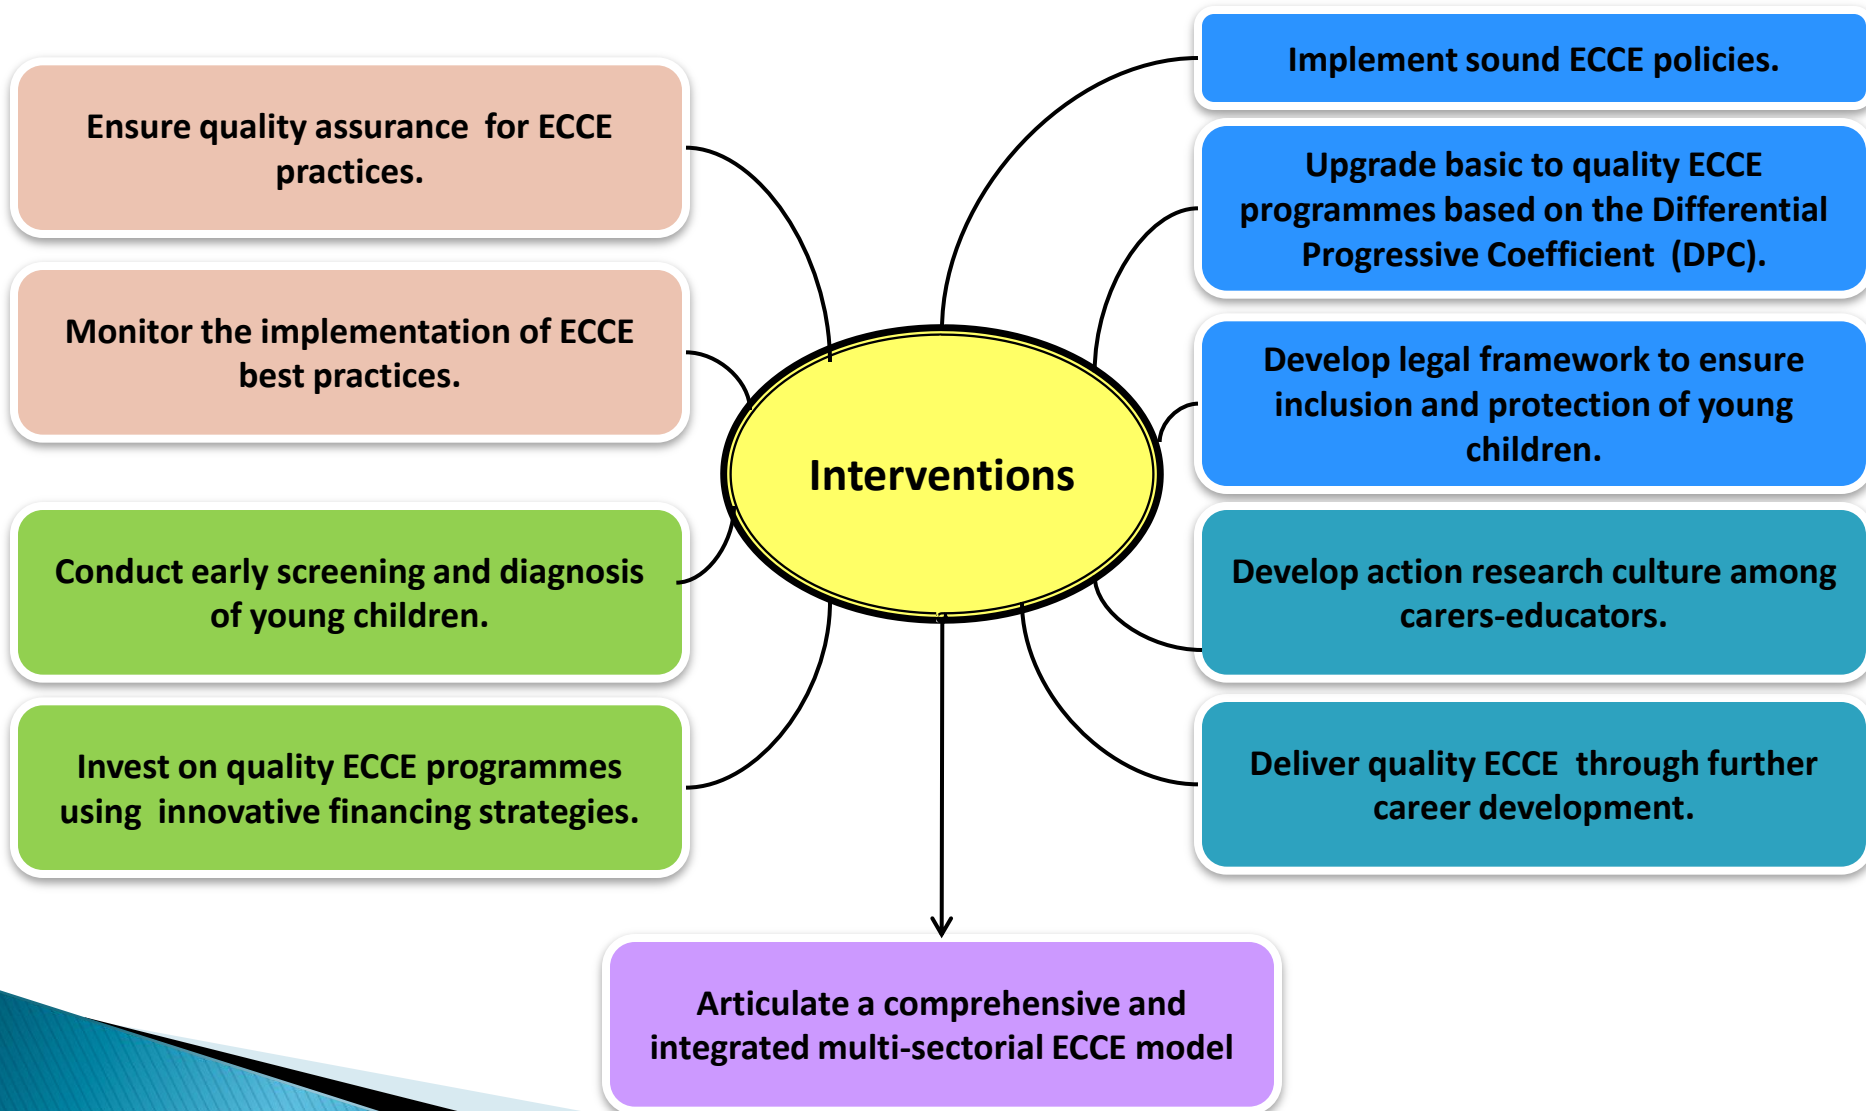 Ensure quality assurance  for ECCE
practices.
Monitor the implementation of ECCE
best practices.
Conduct early screening and diagnosis
of young children.
Invest on quality ECCE programmes
using  innovative financing strategies.
Interventions
Implement sound ECCE policies.
Upgrade basic to quality ECCE
programmes based on the Differential
Progressive Coefficient  (DPC).
Develop legal framework to ensure
inclusion and protection of young
children.
Develop action research culture among
carers-educators.
Deliver quality ECCE  through further
career development.
Articulate a comprehensive and
integrated multi-sectorial ECCE model